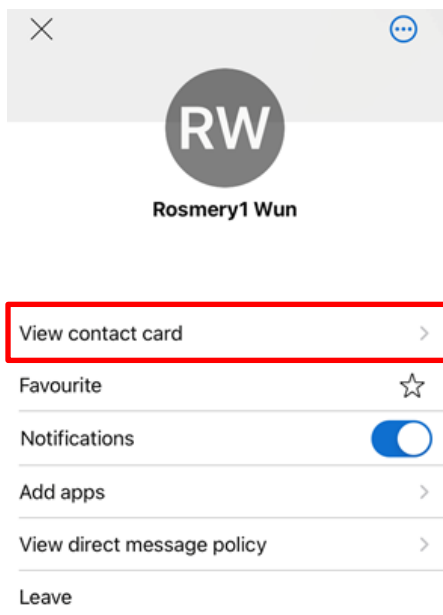 RW
Rosmery1 Wun
View contact card
Favourite
Notifications
Add apps
View direct message policy
Leave